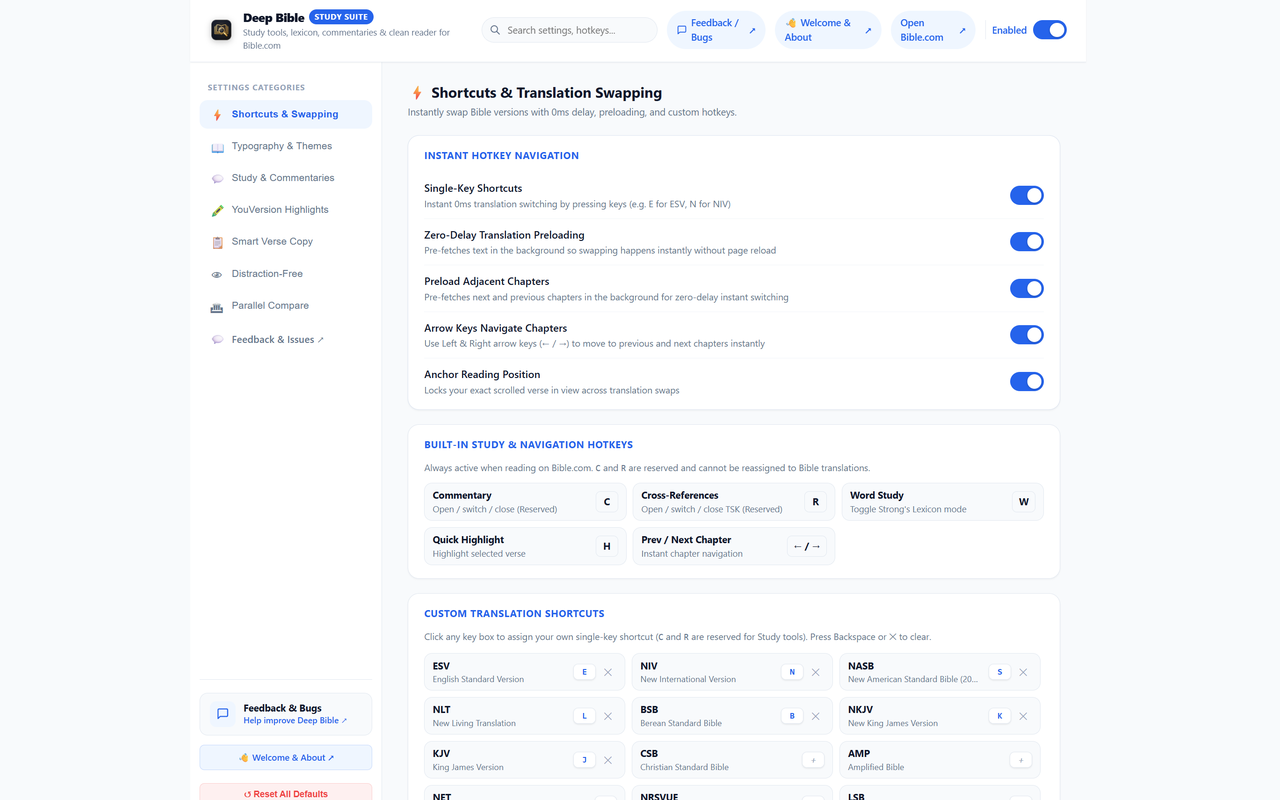 Deep Bible STUDY SUITE
Study tools, lexicon, commentaries & clean reader for
Bible.com
Search settings, hotkeys...
Feedback /
Bugs ↗
👋 Welcome &
About ↗
Open
Bible.com ↗
Enabled
SETTINGS CATEGORIES
Shortcuts & Swapping
Typography & Themes
Study & Commentaries
YouVersion Highlights
Smart Verse Copy
Distraction-Free
Parallel Compare
Feedback & Issues ↗
Feedback & Bugs
Help improve Deep Bible ↗
👋 Welcome & About ↗
↺ Reset All Defaults
⚡ Shortcuts & Translation Swapping
Instantly swap Bible versions with 0ms delay, preloading, and custom hotkeys.
INSTANT HOTKEY NAVIGATION
Single-Key Shortcuts
Instant 0ms translation switching by pressing keys (e.g. E for ESV, N for NIV)
Zero-Delay Translation Preloading
Pre-fetches text in the background so swapping happens instantly without page reload
Preload Adjacent Chapters
Pre-fetches next and previous chapters in the background for zero-delay instant switching
Arrow Keys Navigate Chapters
Use Left & Right arrow keys (← / →) to move to previous and next chapters instantly
Anchor Reading Position
Locks your exact scrolled verse in view across translation swaps
BUILT-IN STUDY & NAVIGATION HOTKEYS
Always active when reading on Bible.com. C and R are reserved and cannot be reassigned to Bible translations.
Commentary
Open / switch / close (Reserved)
C
Cross-References
Open / switch / close TSK (Reserved)
R
Word Study
Toggle Strong's Lexicon mode
W
Quick Highlight
Highlight selected verse
H
Prev / Next Chapter
Instant chapter navigation
← / →
CUSTOM TRANSLATION SHORTCUTS
Click any key box to assign your own single-key shortcut (C and R are reserved for Study tools). Press Backspace or ✕ to clear.
ESV
English Standard Version
E ✕
NIV
New International Version
N ✕
NASB
New American Standard Bible (20...
S ✕
NLT
New Living Translation
L ✕
BSB
Berean Standard Bible
B ✕
NKJV
New King James Version
K ✕
KJV
King James Version
J ✕
CSB
Christian Standard Bible
+
AMP
Amplified Bible
+
NET
NRSVUE
LSB